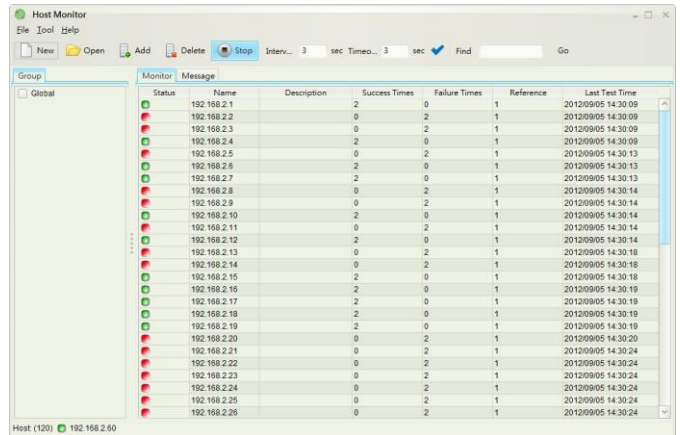 Host Monitor
File Tool Help
New Open Add Delete Stop Interv... 3 sec Timeo... 3 sec Find Go
Group Monitor Message
Global
Status Name Description Success Times Failure Times Reference Last Test Time
192.168.2.1 2 0 1 2012/09/05 14:30:09
192.168.2.2 0 2 1 2012/09/05 14:30:09
192.168.2.3 0 2 1 2012/09/05 14:30:09
192.168.2.4 2 0 1 2012/09/05 14:30:09
192.168.2.5 0 2 1 2012/09/05 14:30:13
192.168.2.6 2 0 1 2012/09/05 14:30:13
192.168.2.7 2 0 1 2012/09/05 14:30:13
192.168.2.8 0 2 1 2012/09/05 14:30:14
192.168.2.9 0 2 1 2012/09/05 14:30:14
192.168.2.10 2 0 1 2012/09/05 14:30:14
192.168.2.11 0 2 1 2012/09/05 14:30:14
192.168.2.12 2 0 1 2012/09/05 14:30:14
192.168.2.13 0 2 1 2012/09/05 14:30:18
192.168.2.14 0 2 1 2012/09/05 14:30:18
192.168.2.15 2 0 1 2012/09/05 14:30:18
192.168.2.16 2 0 1 2012/09/05 14:30:19
192.168.2.17 2 0 1 2012/09/05 14:30:19
192.168.2.18 2 0 1 2012/09/05 14:30:19
192.168.2.19 2 0 1 2012/09/05 14:30:19
192.168.2.20 0 2 1 2012/09/05 14:30:20
192.168.2.21 0 2 1 2012/09/05 14:30:24
192.168.2.22 0 2 1 2012/09/05 14:30:24
192.168.2.23 0 2 1 2012/09/05 14:30:24
192.168.2.24 0 2 1 2012/09/05 14:30:24
192.168.2.25 0 2 1 2012/09/05 14:30:24
192.168.2.26 0 2 1 2012/09/05 14:30:24
Host: (120) 192.168.2.60